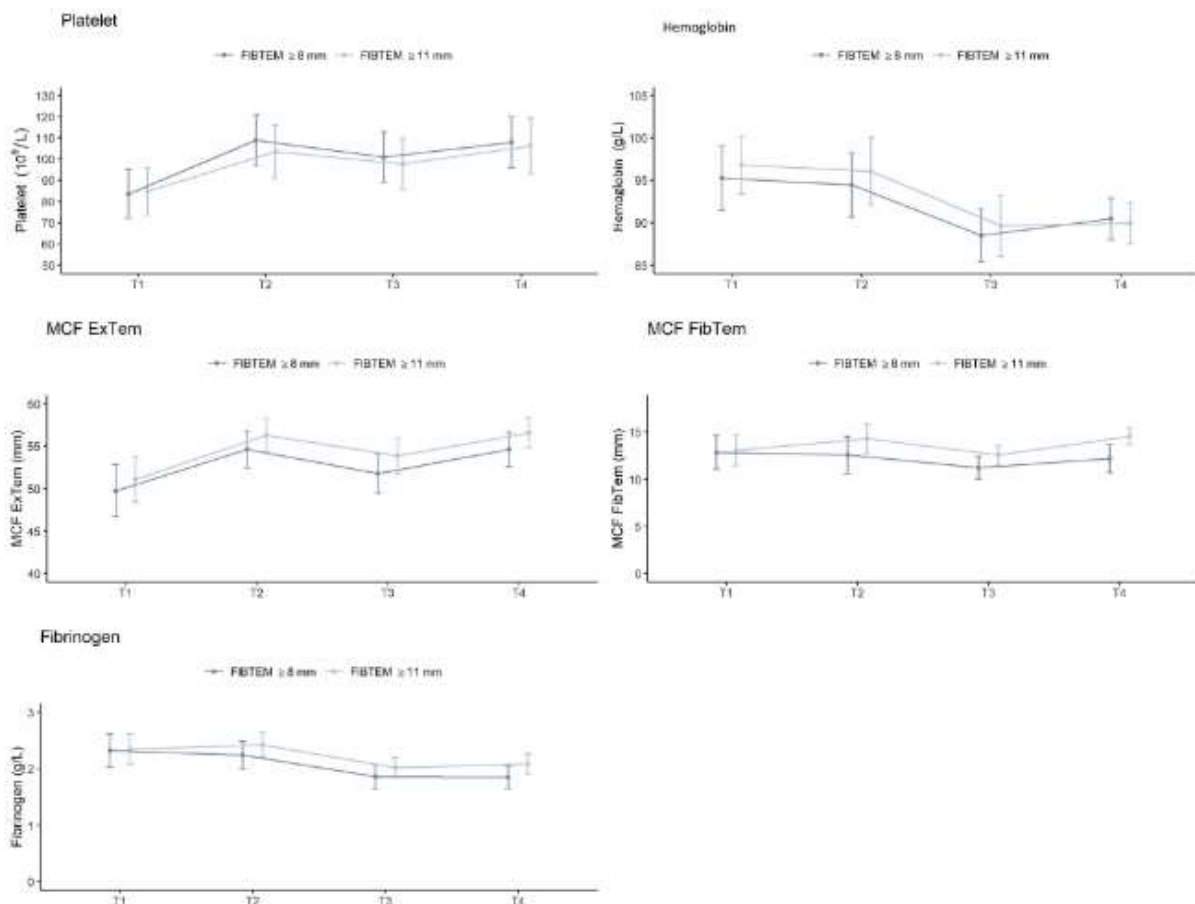 Platelet
FIBTEM ≥ 8 mm FIBTEM ≥ 11 mm
Platelet (10⁹/L)
130
120
110
100
90
80
70
60
50
T1 T2 T3 T4
Hemoglobin
FIBTEM ≥ 8 mm FIBTEM ≥ 11 mm
Hemoglobin (g/L)
105
100
95
90
85
T1 T2 T3 T4
MCF ExTem
FIBTEM ≥ 8 mm FIBTEM ≥ 11 mm
MCF ExTem (mm)
60
55
50
45
40
T1 T2 T3 T4
MCF FibTem
FIBTEM ≥ 8 mm FIBTEM ≥ 11 mm
MCF FibTem (mm)
15
10
5
0
T1 T2 T3 T4
Fibrinogen
FIBTEM ≥ 8 mm FIBTEM ≥ 11 mm
Fibrinogen (g/L)
3
2
1
0
T1 T2 T3 T4